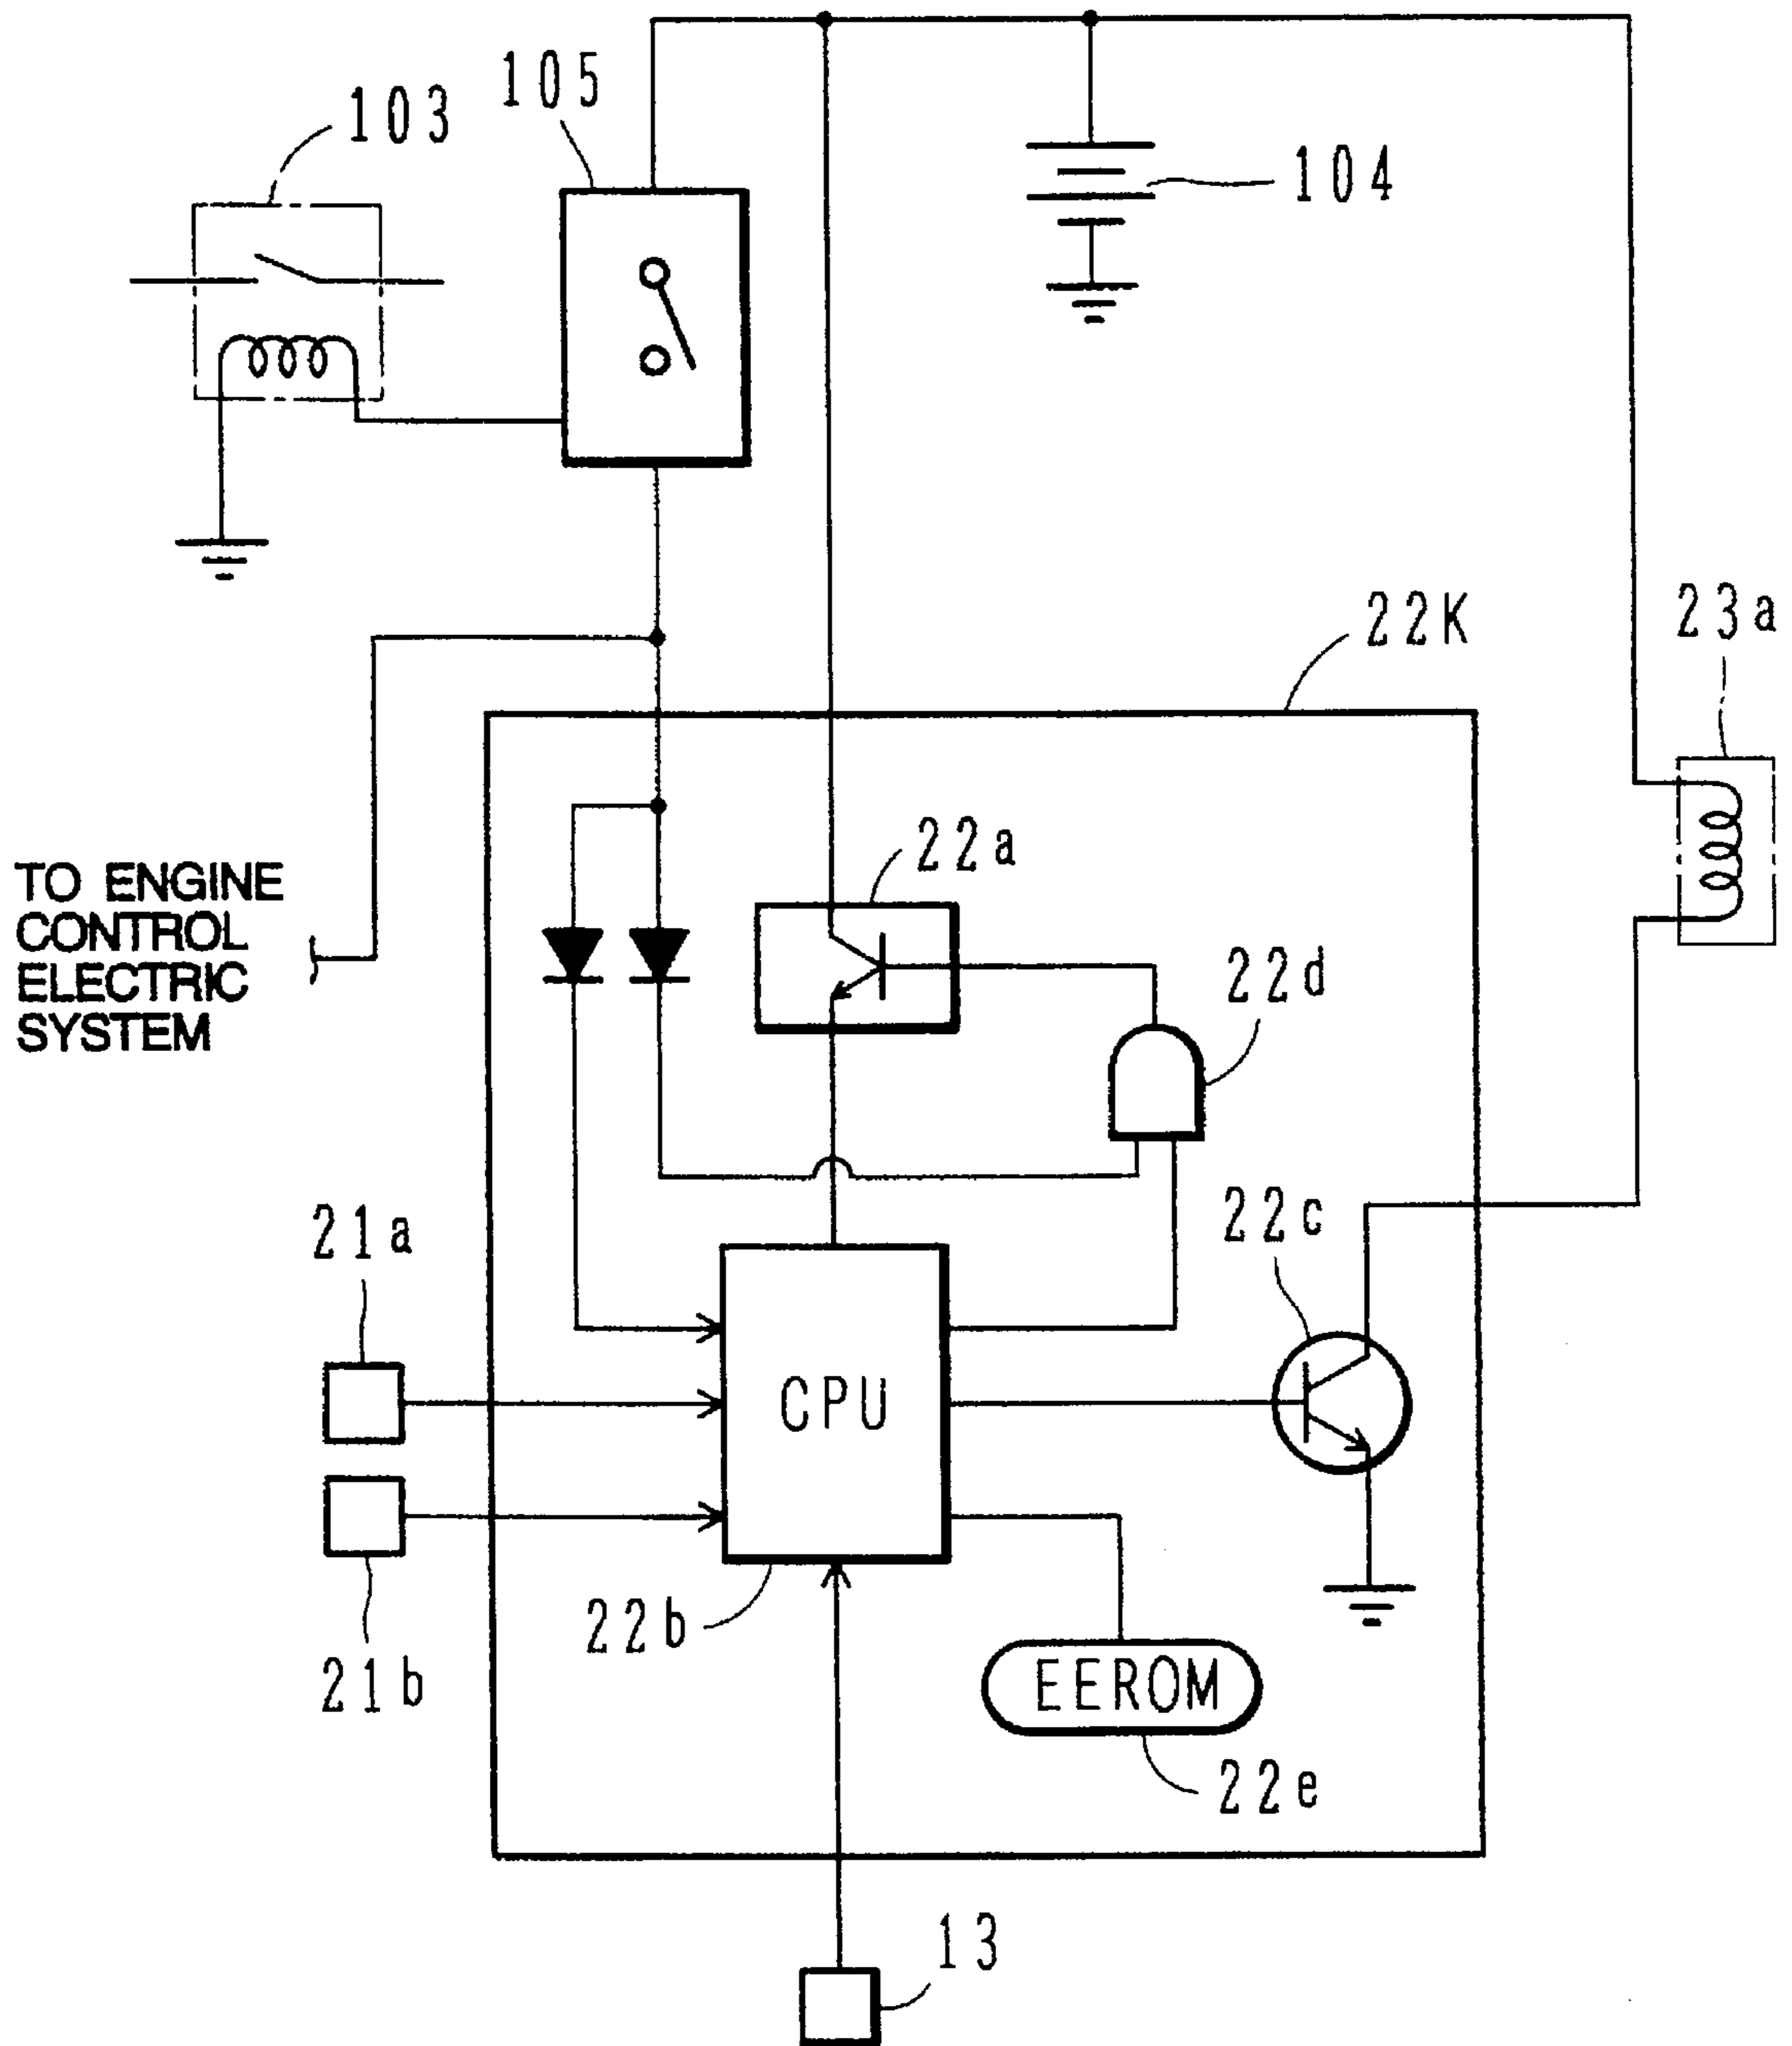 105
103
104
22K
23a
22a
TO ENGINE
CONTROL
ELECTRIC
SYSTEM
22d
22c
21a
CPU
22b
21b
EEROM
22e
13